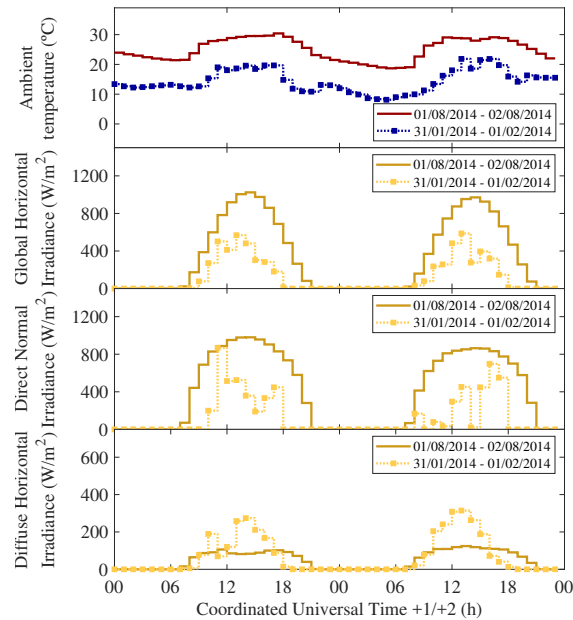 Ambient
temperature (ºC)
30
20
10
0
01/08/2014 - 02/08/2014
31/01/2014 - 01/02/2014
Global Horizontal
Irradiance (W/m2)
1200
800
400
0
01/08/2014 - 02/08/2014
31/01/2014 - 01/02/2014
Direct Normal
Irradiance (W/m2)
1200
800
400
0
01/08/2014 - 02/08/2014
31/01/2014 - 01/02/2014
Diffuse Horizontal
Irradiance (W/m2)
600
400
200
0
01/08/2014 - 02/08/2014
31/01/2014 - 01/02/2014
00 06 12 18 00 06 12 18 23
Coordinated Universal Time +1/+2 (h)